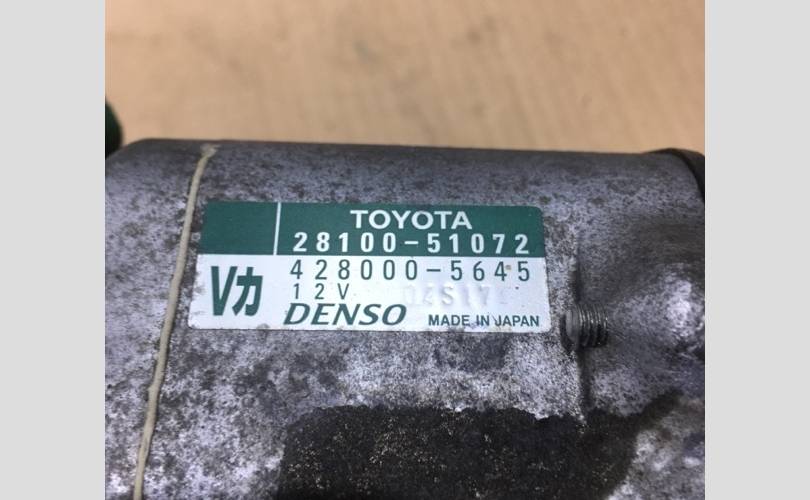 TOYOTA
28100-51072
Vカ
428000-5645
12V
DENSO MADE IN JAPAN